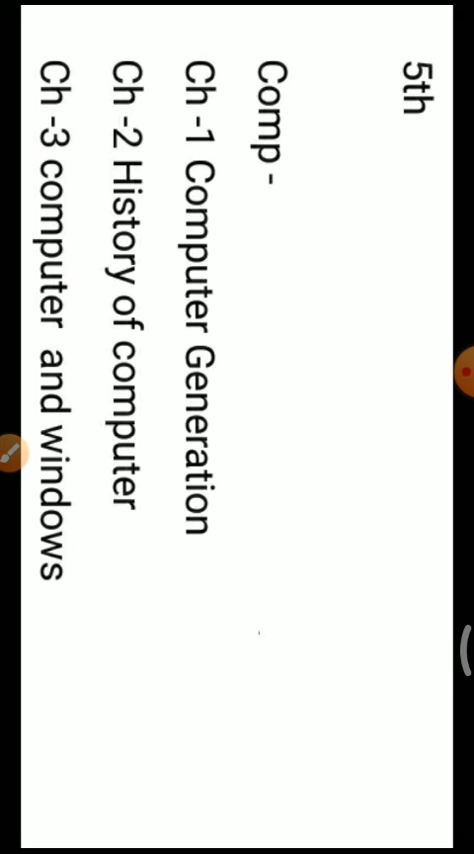 5th
Comp -
Ch -1 Computer Generation
Ch -2 History of computer
Ch -3 computer and windows